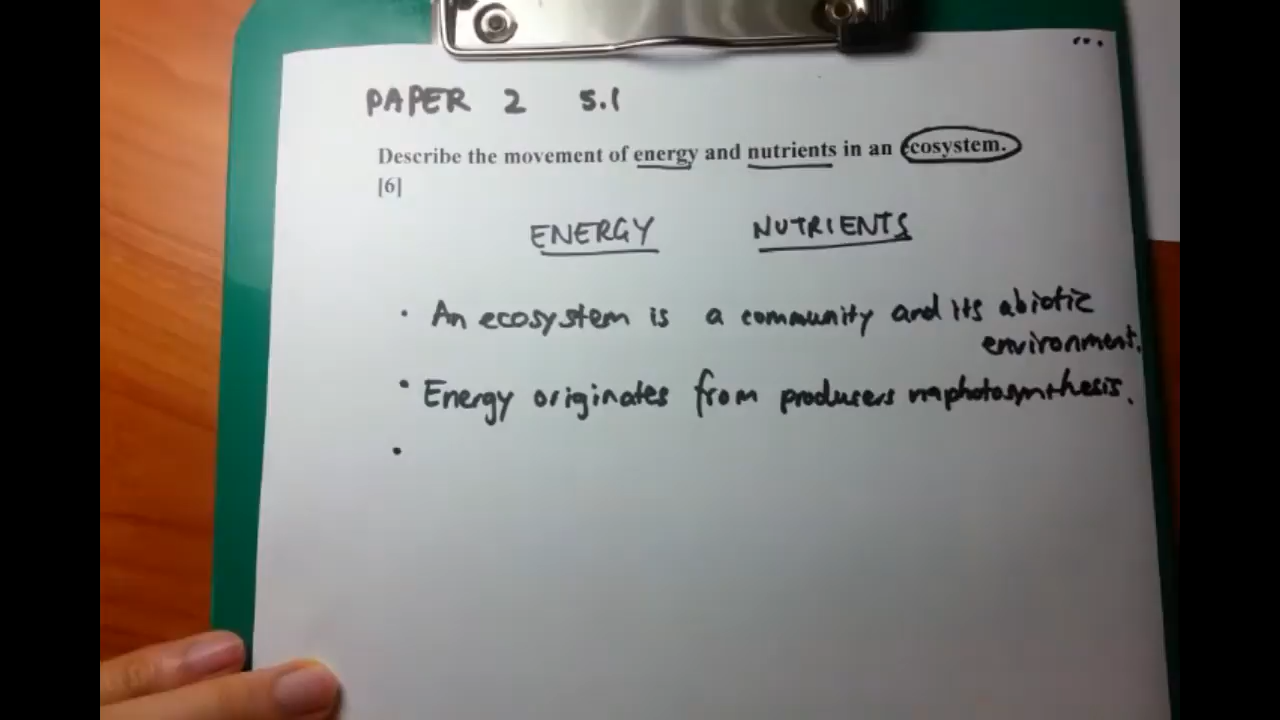 PAPER 2 5.1
Describe the movement of energy and nutrients in an ecosystem.
[6]
ENERGY NUTRIENTS
• An ecosystem is a community and its abiotic
environment.
• Energy originates from producers via photosynthesis.
•